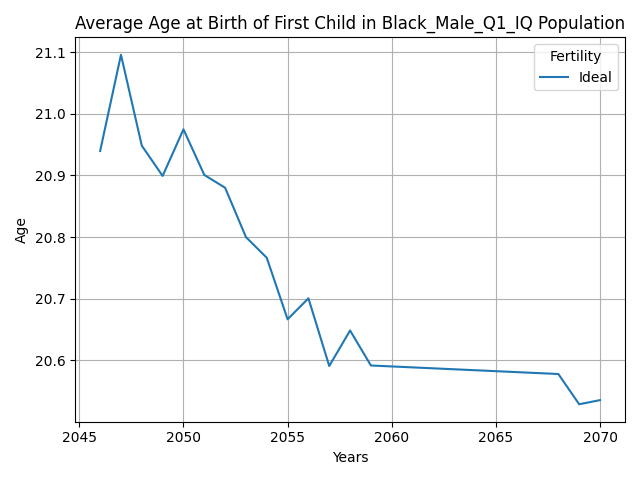 Average Age at Birth of First Child in Black_Male_Q1_IQ Population
21.1
21.0
20.9
20.8
20.7
20.6
Age
Fertility
Ideal
2045 2050 2055 2060 2065 2070
Years